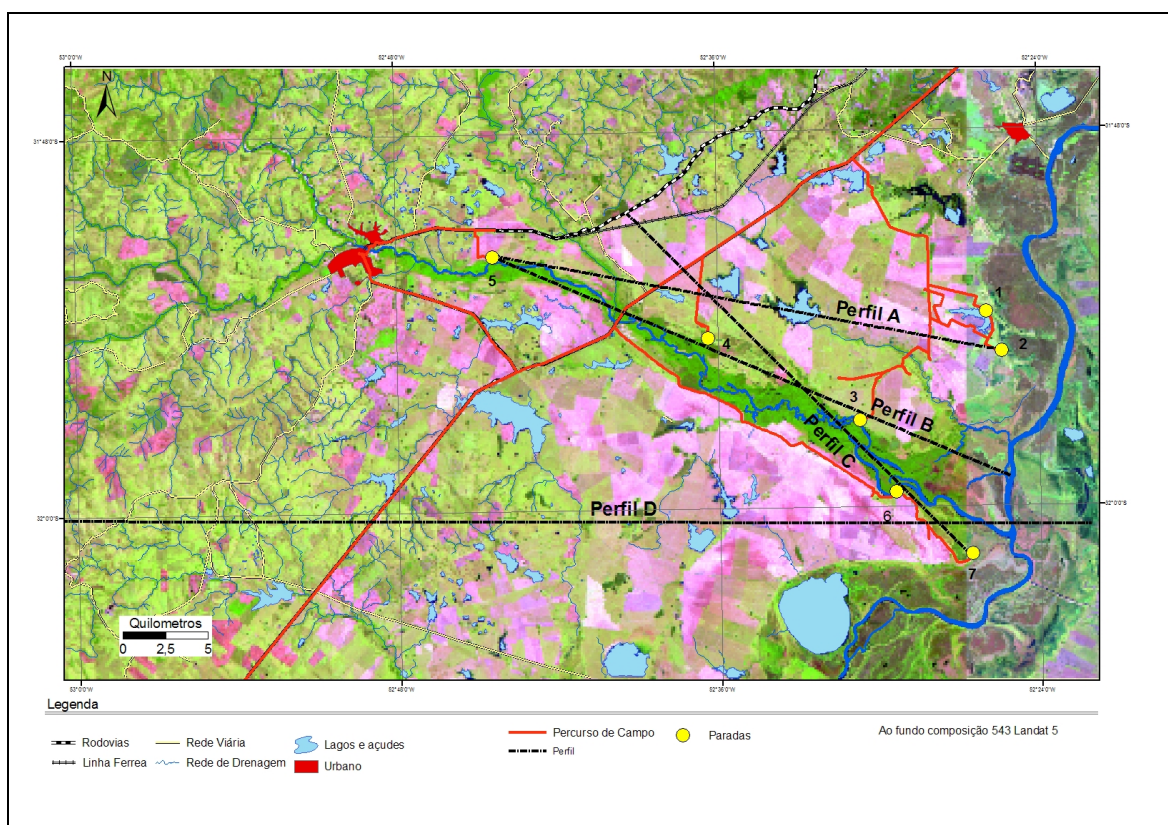 53°0'0"W 52°48'0"W 52°36'0"W 52°24'0"W
N
31°48'0"S 31°48'0"S
1
5
Perfil A
2
4
3
Perfil B
Perfil C
32°0'0"S 32°0'0"S
Perfil D
6
7
Quilometros
0 2,5 5
53°0'0"W 52°48'0"W 52°36'0"W 52°24'0"W
Legenda
Rodovias Rede Viária Lagos e açudes Percurso de Campo Paradas Ao fundo composição 543 Landat 5
Linha Ferrea Rede de Drenagem Urbano Perfil